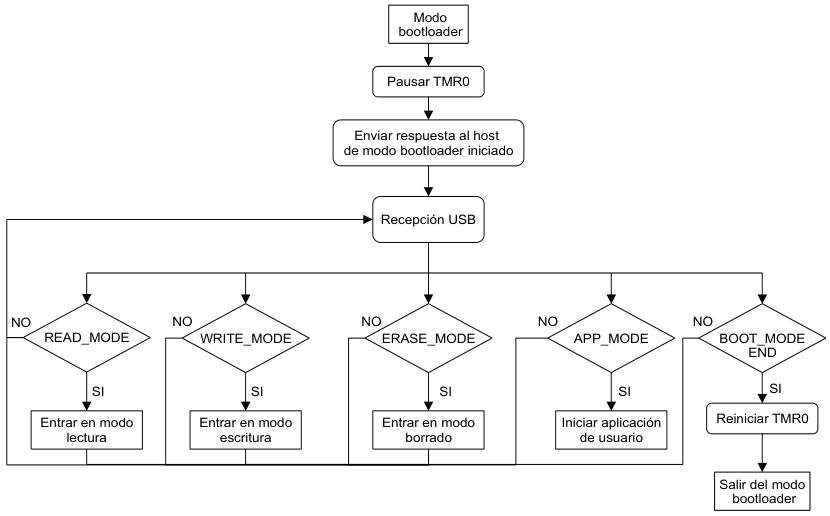 Modo
bootloader
Pausar TMR0
Enviar respuesta al host
de modo bootloader iniciado
Recepción USB
NO
READ_MODE
NO
WRITE_MODE
NO
ERASE_MODE
NO
APP_MODE
NO
BOOT_MODE
END
SI
SI
SI
SI
SI
Entrar en modo
lectura
Entrar en modo
escritura
Entrar en modo
borrado
Iniciar aplicación
de usuario
Reiniciar TMR0
Salir del modo
bootloader